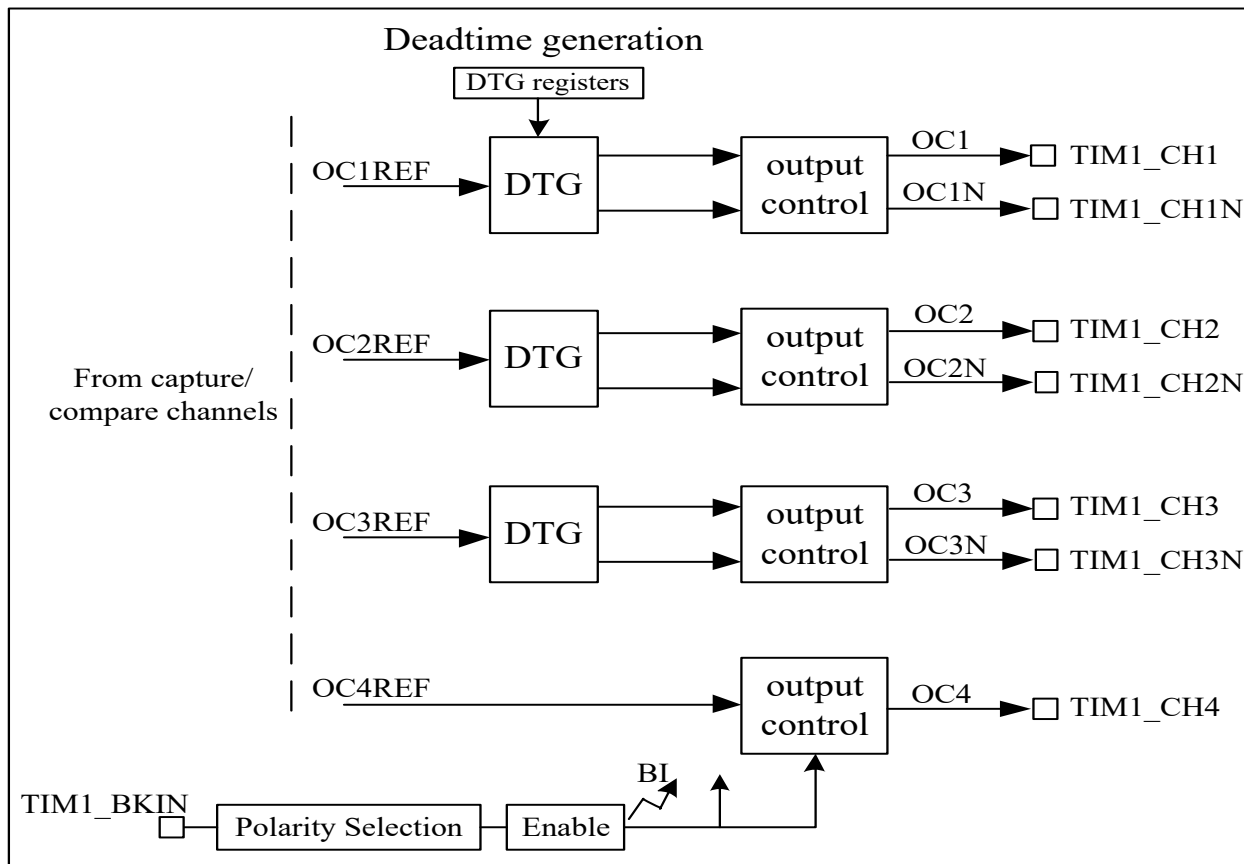 Deadtime generation
DTG registers
OC1REF
DTG
output
control
OC1
OC1N
TIM1_CH1
TIM1_CH1N
From capture/
compare channels
OC2REF
DTG
output
control
OC2
OC2N
TIM1_CH2
TIM1_CH2N
OC3REF
DTG
output
control
OC3
OC3N
TIM1_CH3
TIM1_CH3N
OC4REF
output
control
OC4
TIM1_CH4
TIM1_BKIN
Polarity Selection
Enable
BI